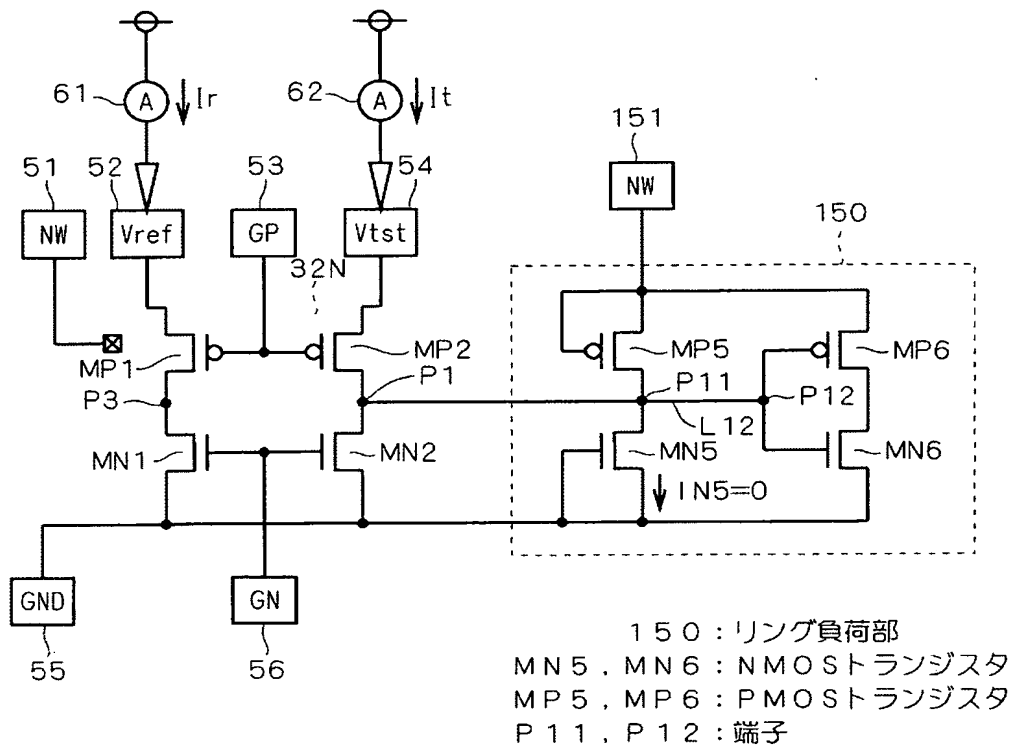 61
A
Ir
62
A
It
51
52
53
54
151
NW
Vref
GP
Vtst
NW
150
32N
MP1
MP2
MP5
MP6
P3
P1
P11
P12
L12
MN1
MN2
MN5
MN6
IN5=0
GND
GN
55
56
150:リング負荷部
MN5,MN6:NMOSトランジスタ
MP5,MP6:PMOSトランジスタ
P11,P12:端子